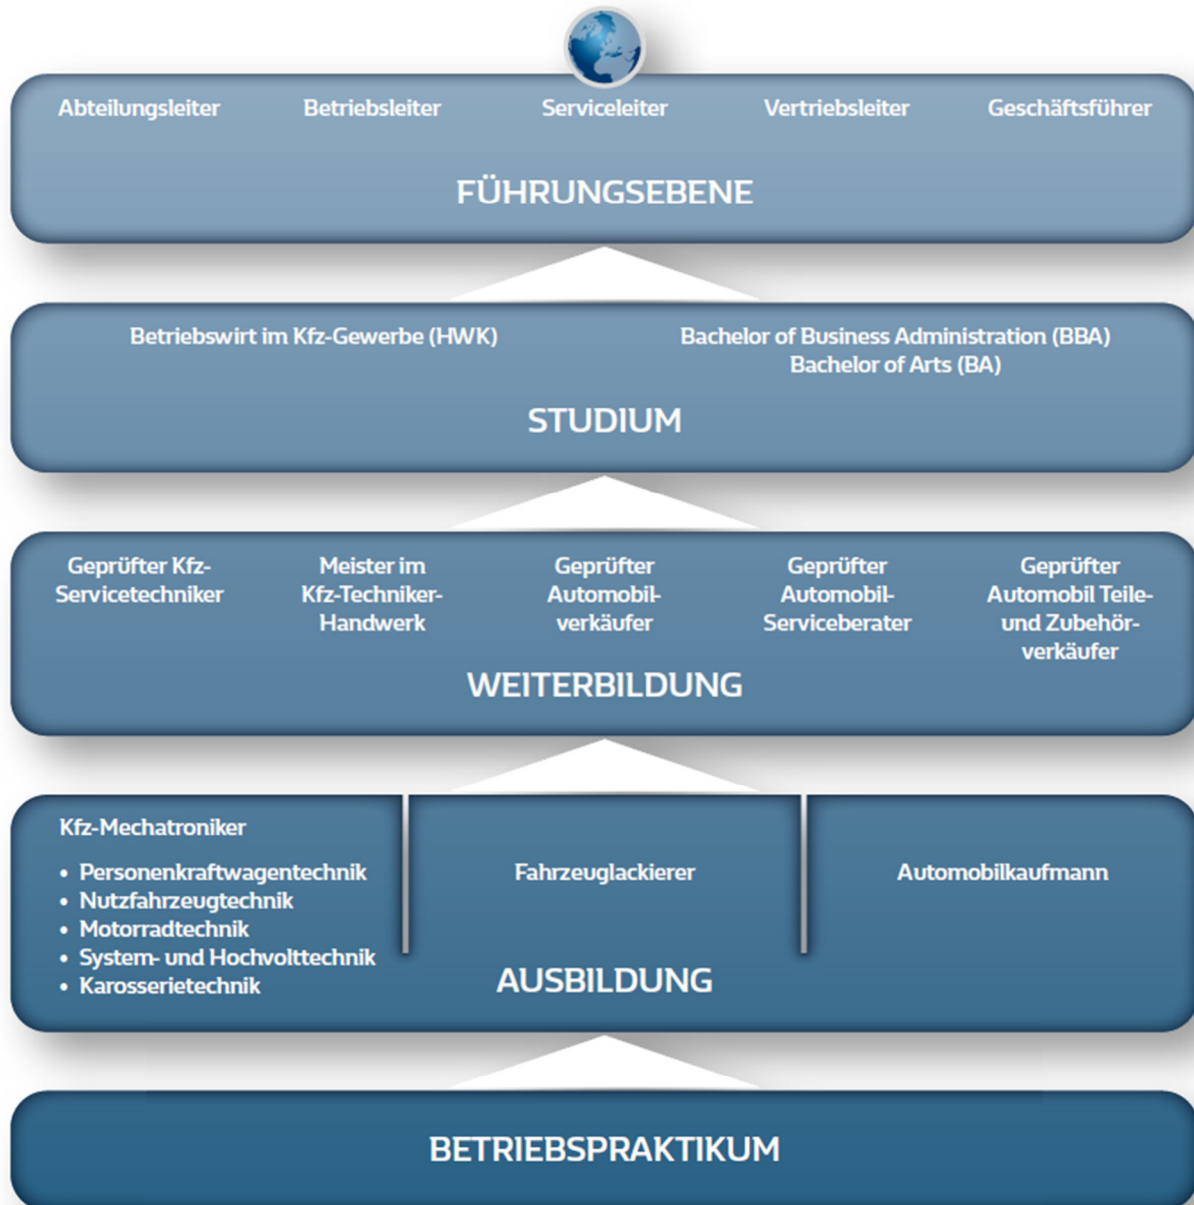 Abteilungsleiter Betriebsleiter Serviceleiter Vertriebsleiter Geschäftsführer
FÜHRUNGSEBENE
Betriebswirt im Kfz-Gewerbe (HWK)
Bachelor of Business Administration (BBA)
Bachelor of Arts (BA)
STUDIUM
Geprüfter Kfz-
Servicetechniker
Meister im
Kfz-Techniker-
Handwerk
Geprüfter
Automobil-
verkäufer
Geprüfter
Automobil-
Serviceberater
Geprüfter
Automobil Teile-
und Zubehör-
verkäufer
WEITERBILDUNG
Kfz-Mechatroniker
• Personenkraftwagentechnik
• Nutzfahrzeugtechnik
• Motorradtechnik
• System- und Hochvolttechnik
• Karosserietechnik
Fahrzeuglackierer
Automobilkaufmann
AUSBILDUNG
BETRIEBSPRAKTIKUM